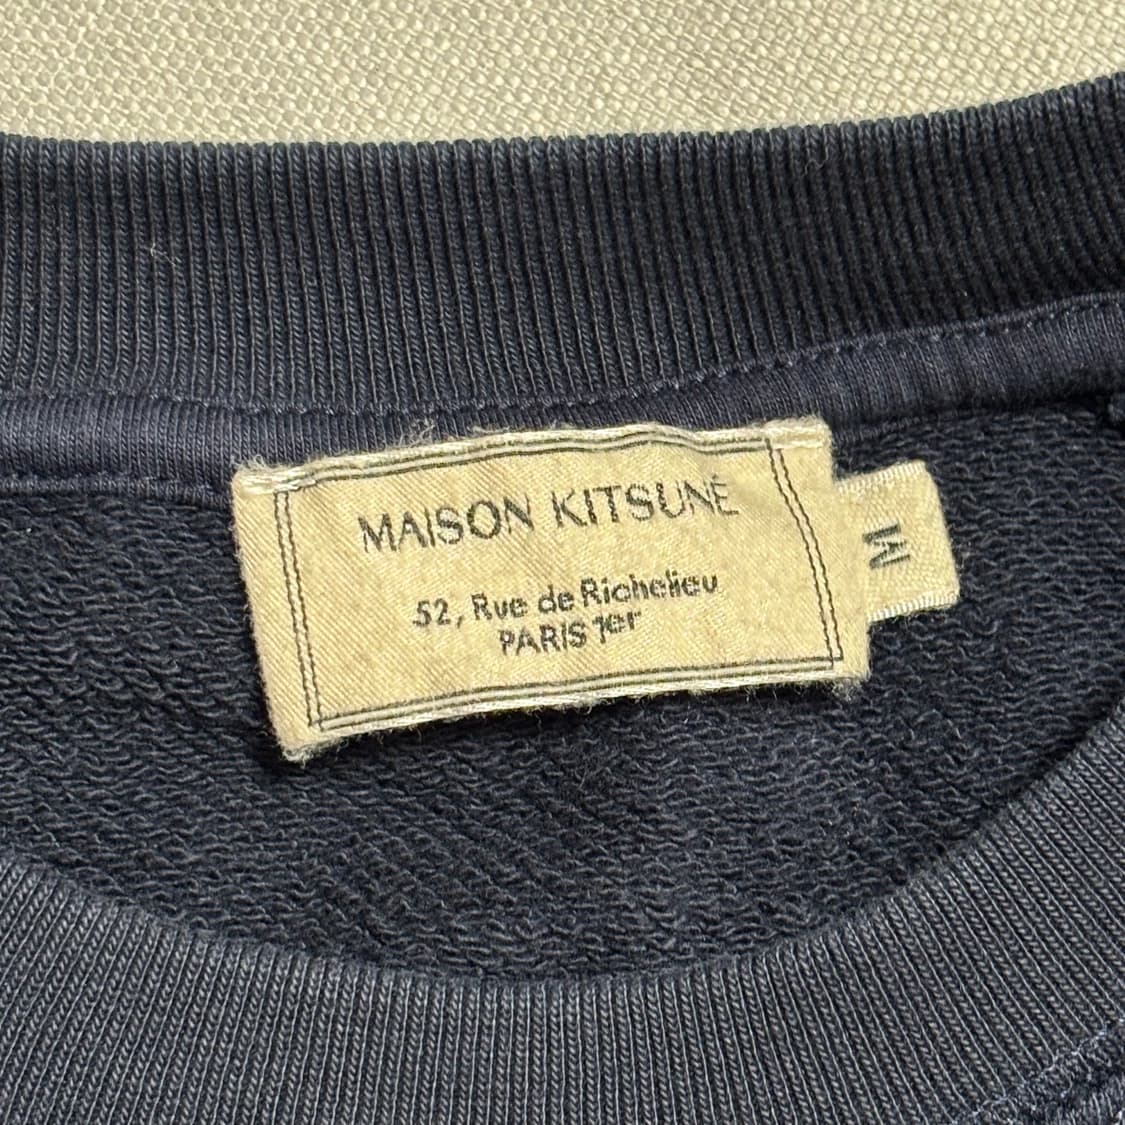 MAISON KITSUNÉ
52, Rue de Richelieu
PARIS 1er
M